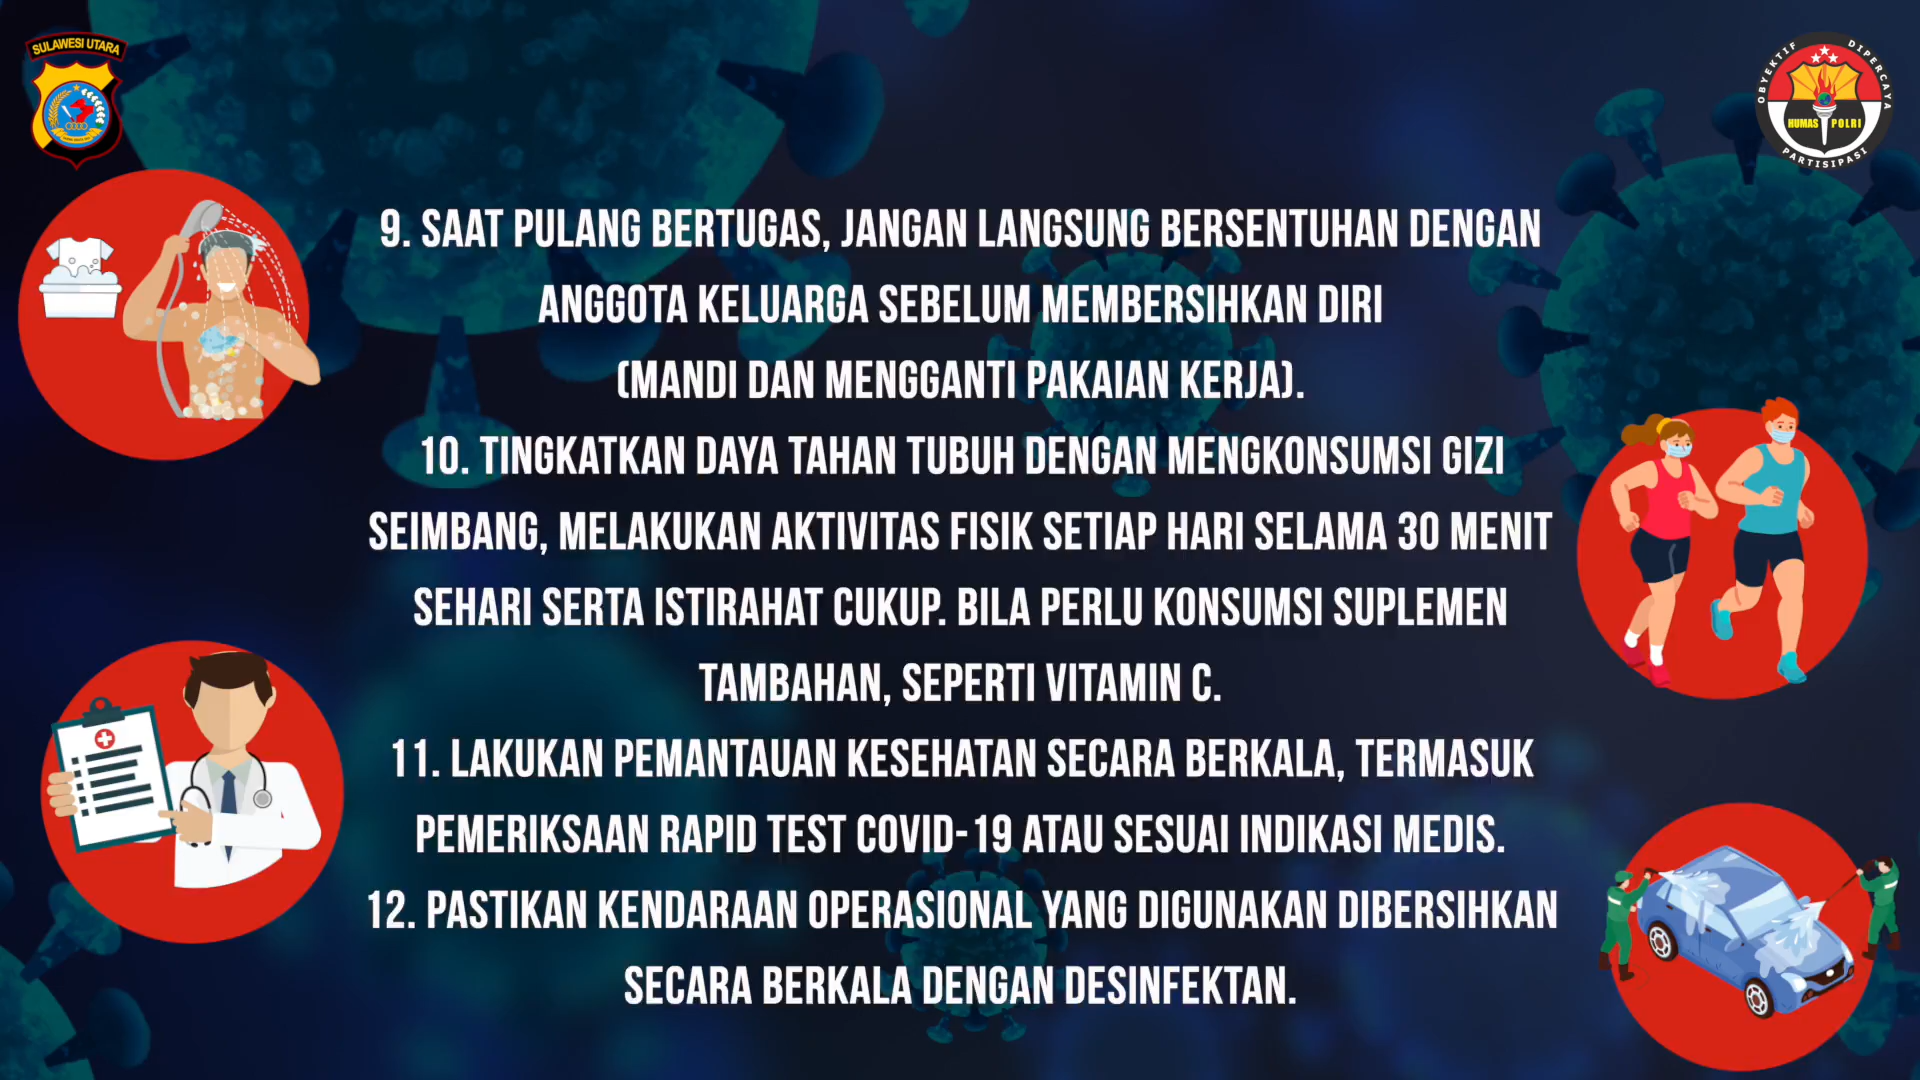 SULAWESI UTARA
OBYEKTIF DIPERCAYA
HUMAS POLRI
PARTISIPASI
9. SAAT PULANG BERTUGAS, JANGAN LANGSUNG BERSENTUHAN DENGAN
ANGGOTA KELUARGA SEBELUM MEMBERSIHKAN DIRI
(MANDI DAN MENGGANTI PAKAIAN KERJA).
10. TINGKATKAN DAYA TAHAN TUBUH DENGAN MENGKONSUMSI GIZI
SEIMBANG, MELAKUKAN AKTIVITAS FISIK SETIAP HARI SELAMA 30 MENIT
SEHARI SERTA ISTIRAHAT CUKUP. BILA PERLU KONSUMSI SUPLEMEN
TAMBAHAN, SEPERTI VITAMIN C.
11. LAKUKAN PEMANTAUAN KESEHATAN SECARA BERKALA, TERMASUK
PEMERIKSAAN RAPID TEST COVID-19 ATAU SESUAI INDIKASI MEDIS.
12. PASTIKAN KENDARAAN OPERASIONAL YANG DIGUNAKAN DIBERSIHKAN
SECARA BERKALA DENGAN DESINFEKTAN.